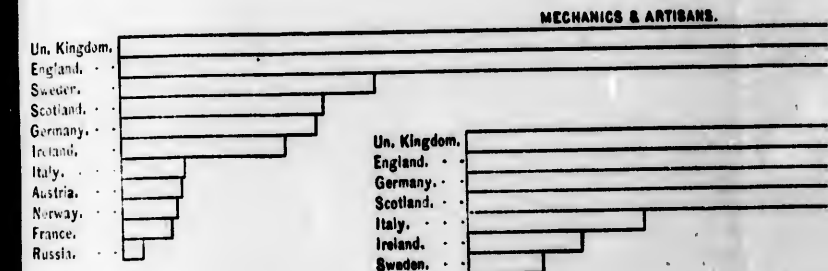 MECHANICS & ARTISANS.
Un. Kingdom.
England.
Sweden.
Scotland.
Germany.
Ireland.
Italy.
Austria.
Norway.
France.
Russia.
Un. Kingdom.
England.
Germany.
Scotland.
Italy.
Ireland.
Sweden.